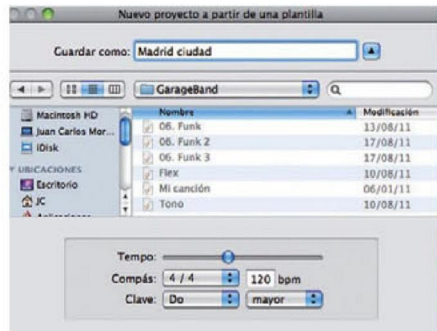 Nuevo proyecto a partir de una plantilla
Guardar como: Madrid ciudad
GarageBand
Nombre Modificación
Macintosh HD
Juan Carlos Mor...
iDisk
UBICACIONES
Escritorio
JC
Aplicaciones
06. Funk 13/08/11
06. Funk 2 17/08/11
06. Funk 3 17/08/11
Flex 10/08/11
Mi canción 06/01/11
Tono 10/08/11
Tempo:
Compás: 4 / 4 120 bpm
Clave: Do mayor